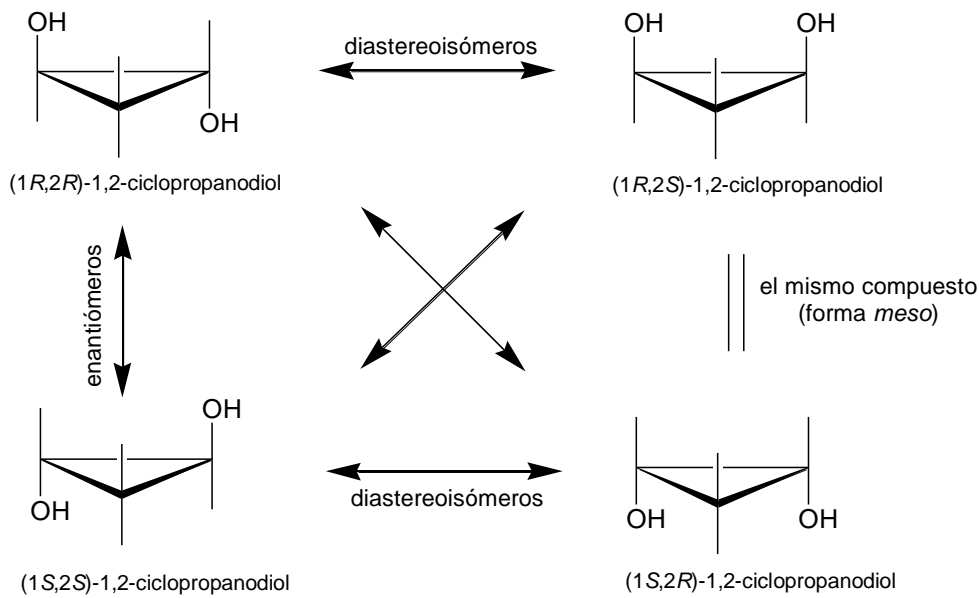 OH
diastereoisómeros
OH
OH
OH
(1R,2R)-1,2-ciclopropanodiol
(1R,2S)-1,2-ciclopropanodiol
enantiómeros
el mismo compuesto
(forma meso)
OH
OH
diastereoisómeros
OH
OH
(1S,2S)-1,2-ciclopropanodiol
(1S,2R)-1,2-ciclopropanodiol